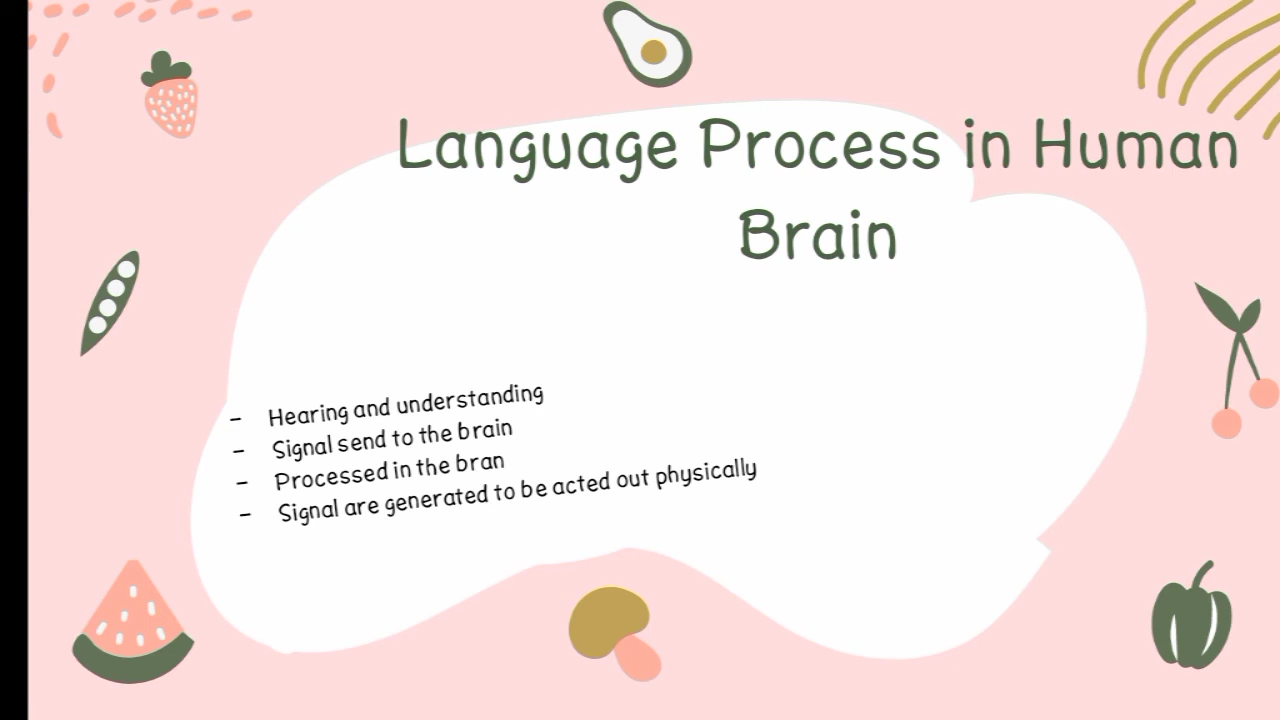 Language Process in Human
Brain
- Hearing and understanding
- Signal send to the brain
- Processed in the bran
- Signal are generated to be acted out physically